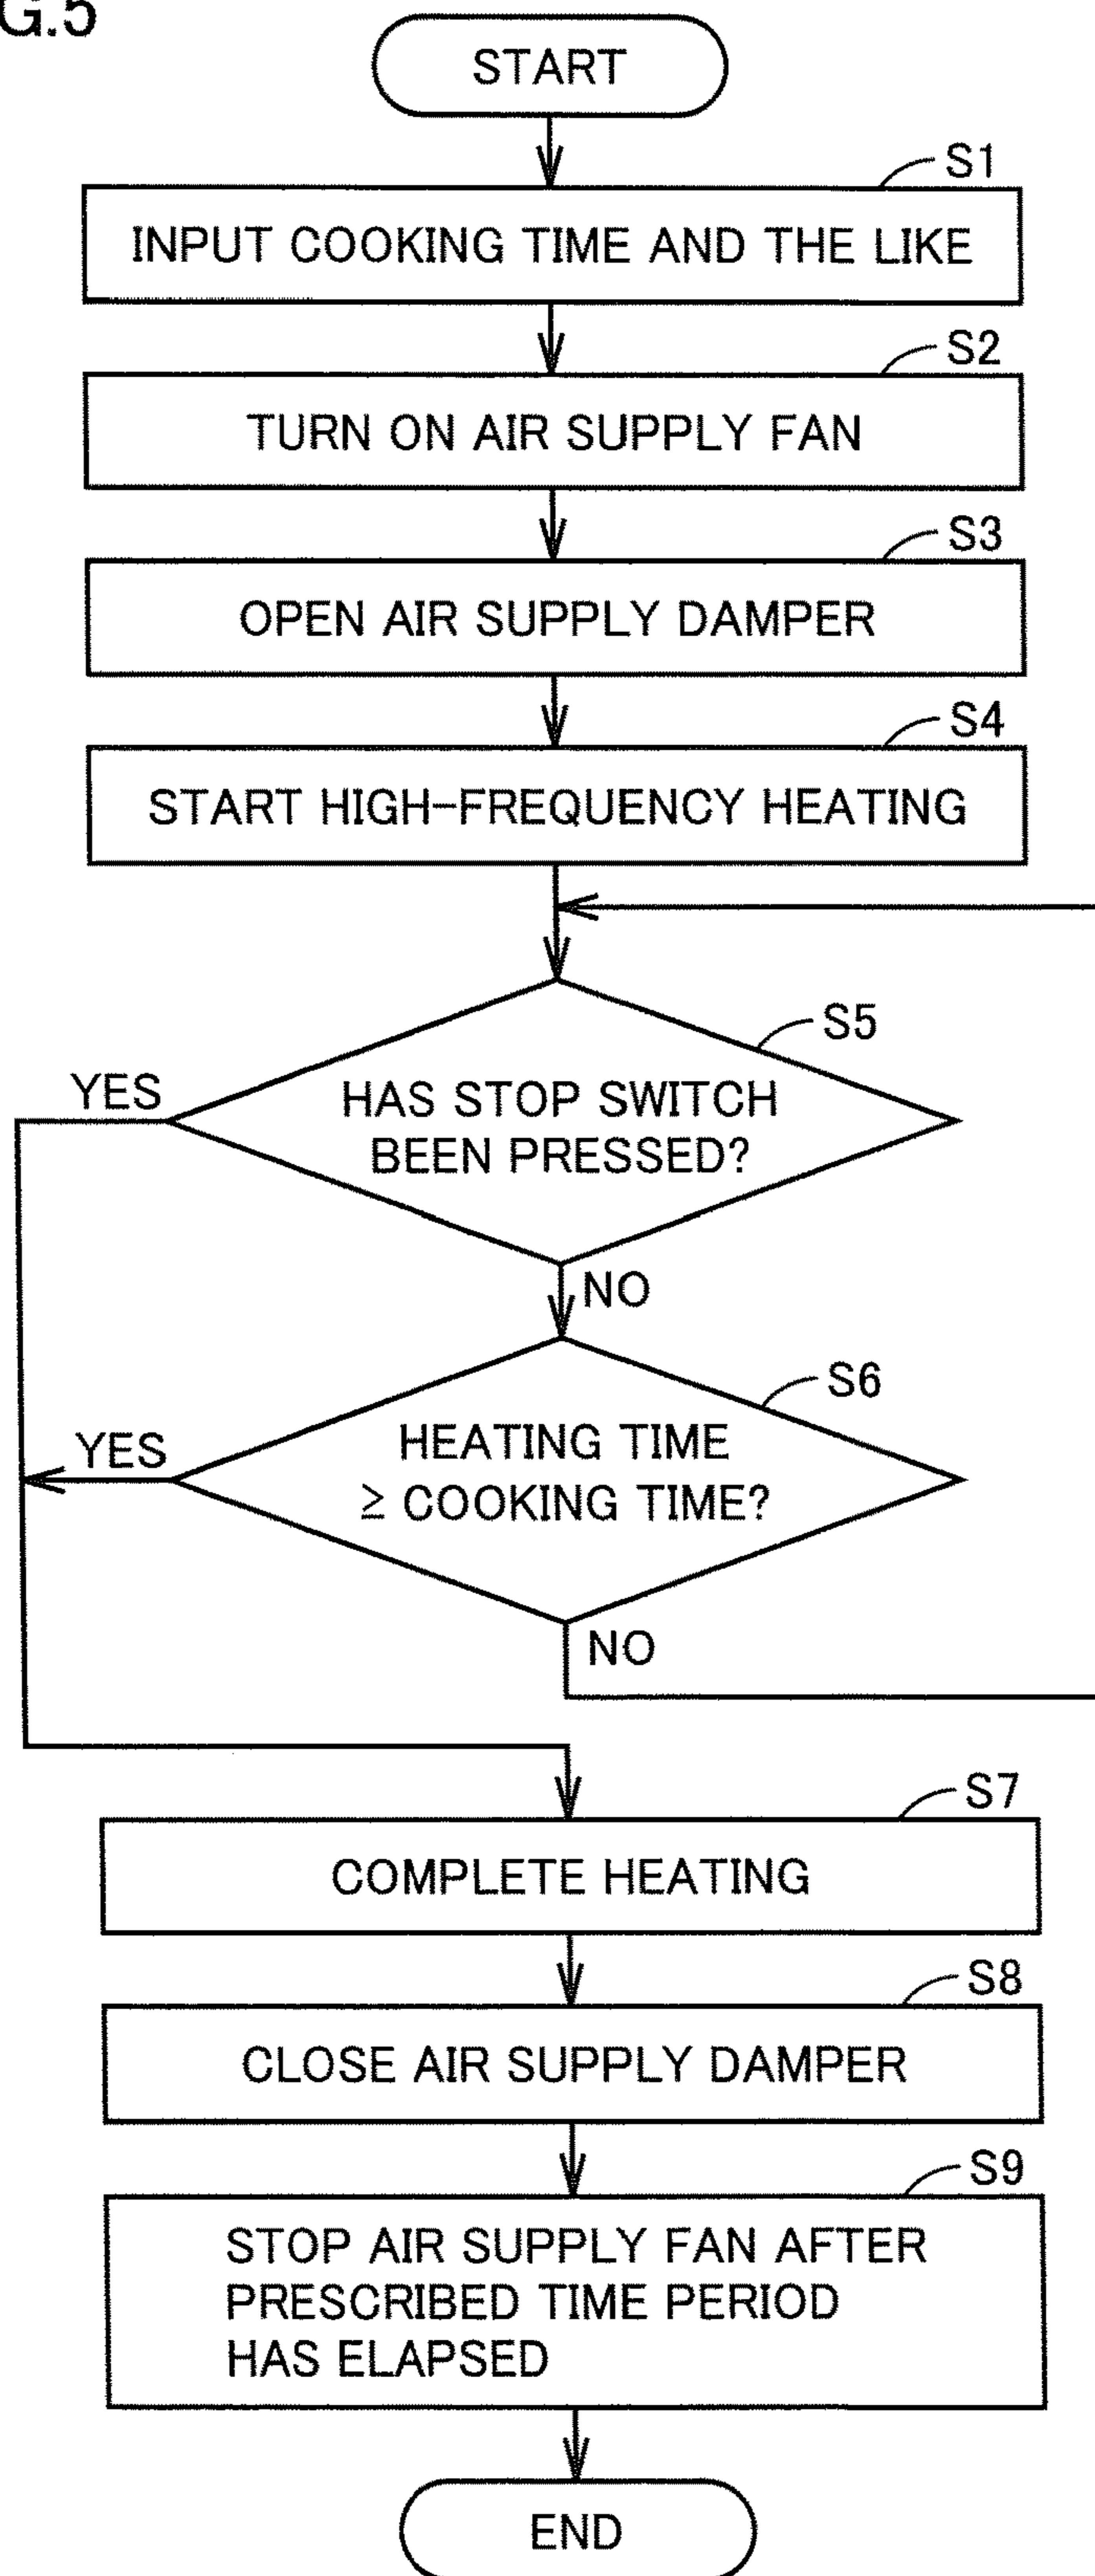 G.5
START
S1
INPUT COOKING TIME AND THE LIKE
S2
TURN ON AIR SUPPLY FAN
S3
OPEN AIR SUPPLY DAMPER
S4
START HIGH-FREQUENCY HEATING
S5
YES
HAS STOP SWITCH
BEEN PRESSED?
NO
S6
YES
HEATING TIME
≥ COOKING TIME?
NO
S7
COMPLETE HEATING
S8
CLOSE AIR SUPPLY DAMPER
S9
STOP AIR SUPPLY FAN AFTER
PRESCRIBED TIME PERIOD
HAS ELAPSED
END